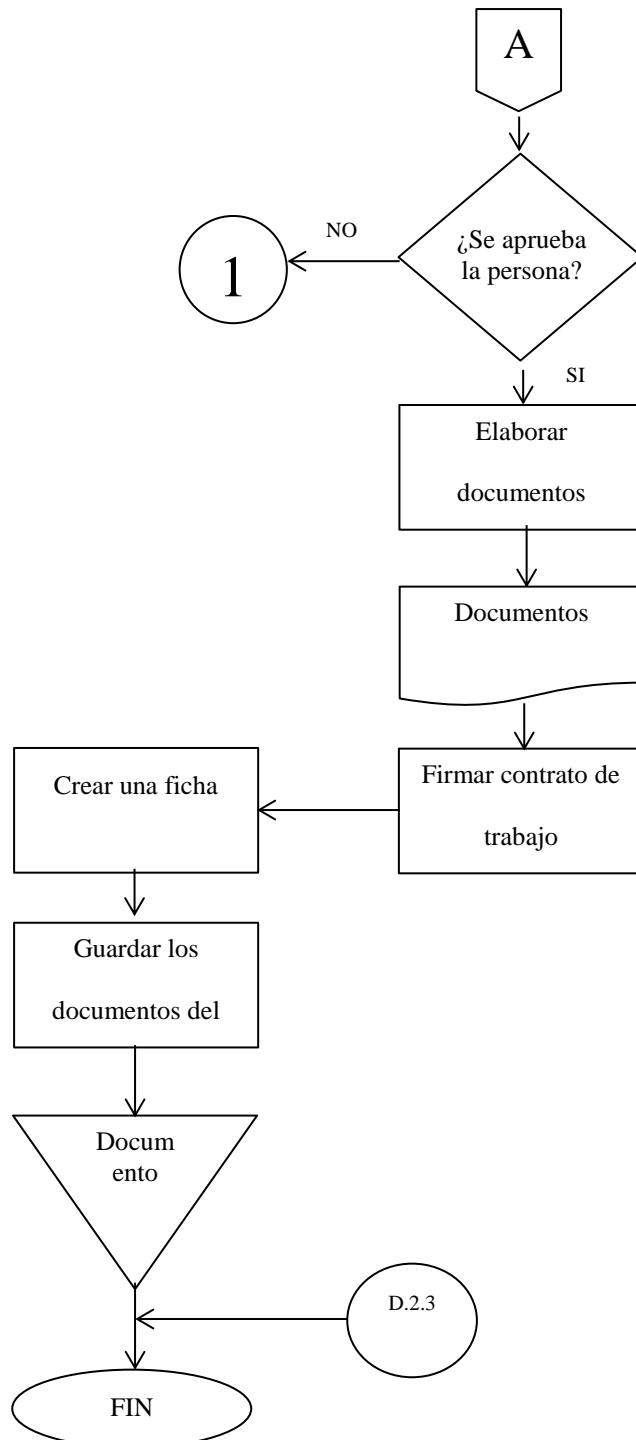 A
¿Se aprueba
la persona?
NO
1
SI
Elaborar
documentos
Documentos
Firmar contrato de
trabajo
Crear una ficha
Guardar los
documentos del
Docum
ento
D.2.3
FIN